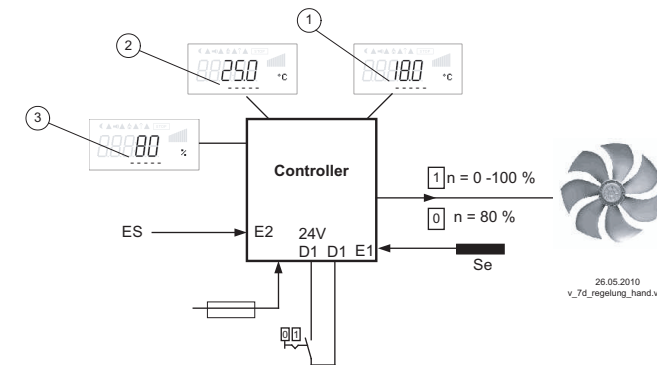 1
2
25.0
°C
18.0
°C
3
80
%
Controller
1 n = 0 -100 %
0 n = 80 %
ES
E2
24V
D1 D1 E1
Se
26.05.2010
v_7d_regelung_hand.v
0 1